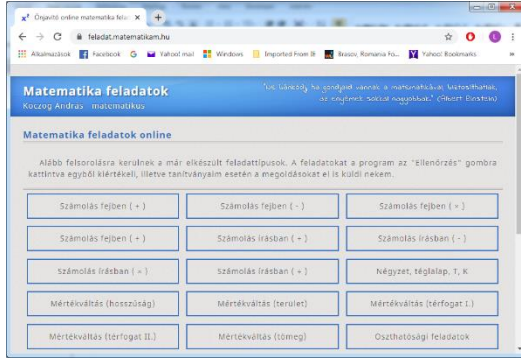 Önjavító online matematika fela
feladat.matematikam.hu
Alkalmazások Facebook G Yahoo! mail Windows Imported From IE Brasov, Romania Fo... Yahoo! Bookmarks
Matematika feladatok
Koczog András - matematikus
"Ne bánkódj, ha gondjaid vannak a matematikával, biztosíthatlak,
az enyémek sokkal nagyobbak." (Albert Einstein)
Matematika feladatok online
Alább felsorolásra kerülnek a már elkészült feladattípusok. A feladatokat a program az "Ellenőrzés" gombra
kattintva egyből kiértékeli, illetve tanítványaim esetén a megoldásokat el is küldi nekem.
Számolás fejben ( + ) Számolás fejben ( - ) Számolás fejben ( × )
Számolás fejben ( ÷ ) Számolás írásban ( + ) Számolás írásban ( - )
Számolás írásban ( × ) Számolás írásban ( ÷ ) Négyzet, téglalap, T, K
Mértékváltás (hosszúság) Mértékváltás (terület) Mértékváltás (térfogat I.)
Mértékváltás (térfogat II.) Mértékváltás (tömeg) Oszthatósági feladatok